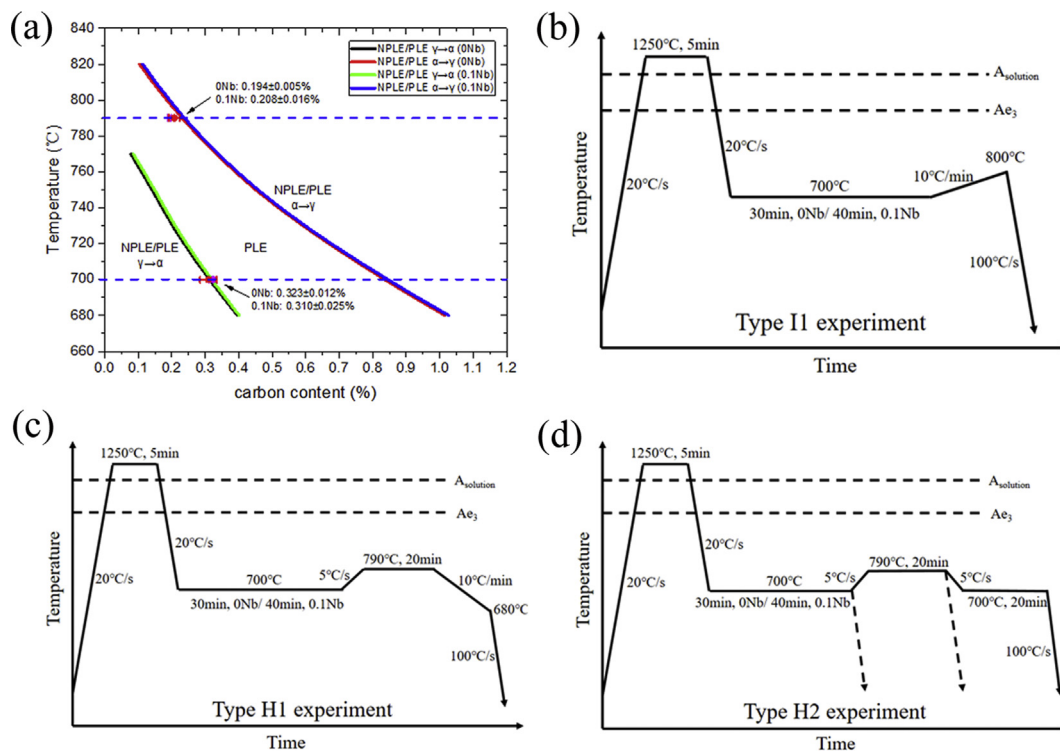 (a)
840
820
800
780
760
740
720
700
680
660
Temperature (℃)
0.0 0.1 0.2 0.3 0.4 0.5 0.6 0.7 0.8 0.9 1.0 1.1 1.2
carbon content (%)
NPLE/PLE γ→α (0Nb)
NPLE/PLE α→γ (0Nb)
NPLE/PLE γ→α (0.1Nb)
NPLE/PLE α→γ (0.1Nb)
0Nb: 0.194±0.005%
0.1Nb: 0.208±0.016%
NPLE/PLE
α→γ
NPLE/PLE
γ→α
PLE
0Nb: 0.323±0.012%
0.1Nb: 0.310±0.025%
(b)
1250℃, 5min
Asolution
Ae3
20℃/s
20℃/s
700℃
30min, 0Nb/ 40min, 0.1Nb
10℃/min
800℃
100℃/s
Type I1 experiment
Temperature
Time
(c)
1250℃, 5min
Asolution
Ae3
20℃/s
20℃/s
700℃
30min, 0Nb/ 40min, 0.1Nb
5℃/s
790℃, 20min
10℃/min
680℃
100℃/s
Type H1 experiment
Temperature
Time
(d)
1250℃, 5min
Asolution
Ae3
20℃/s
20℃/s
700℃
30min, 0Nb/ 40min, 0.1Nb
5℃/s
790℃, 20min
5℃/s
700℃, 20min
100℃/s
Type H2 experiment
Temperature
Time